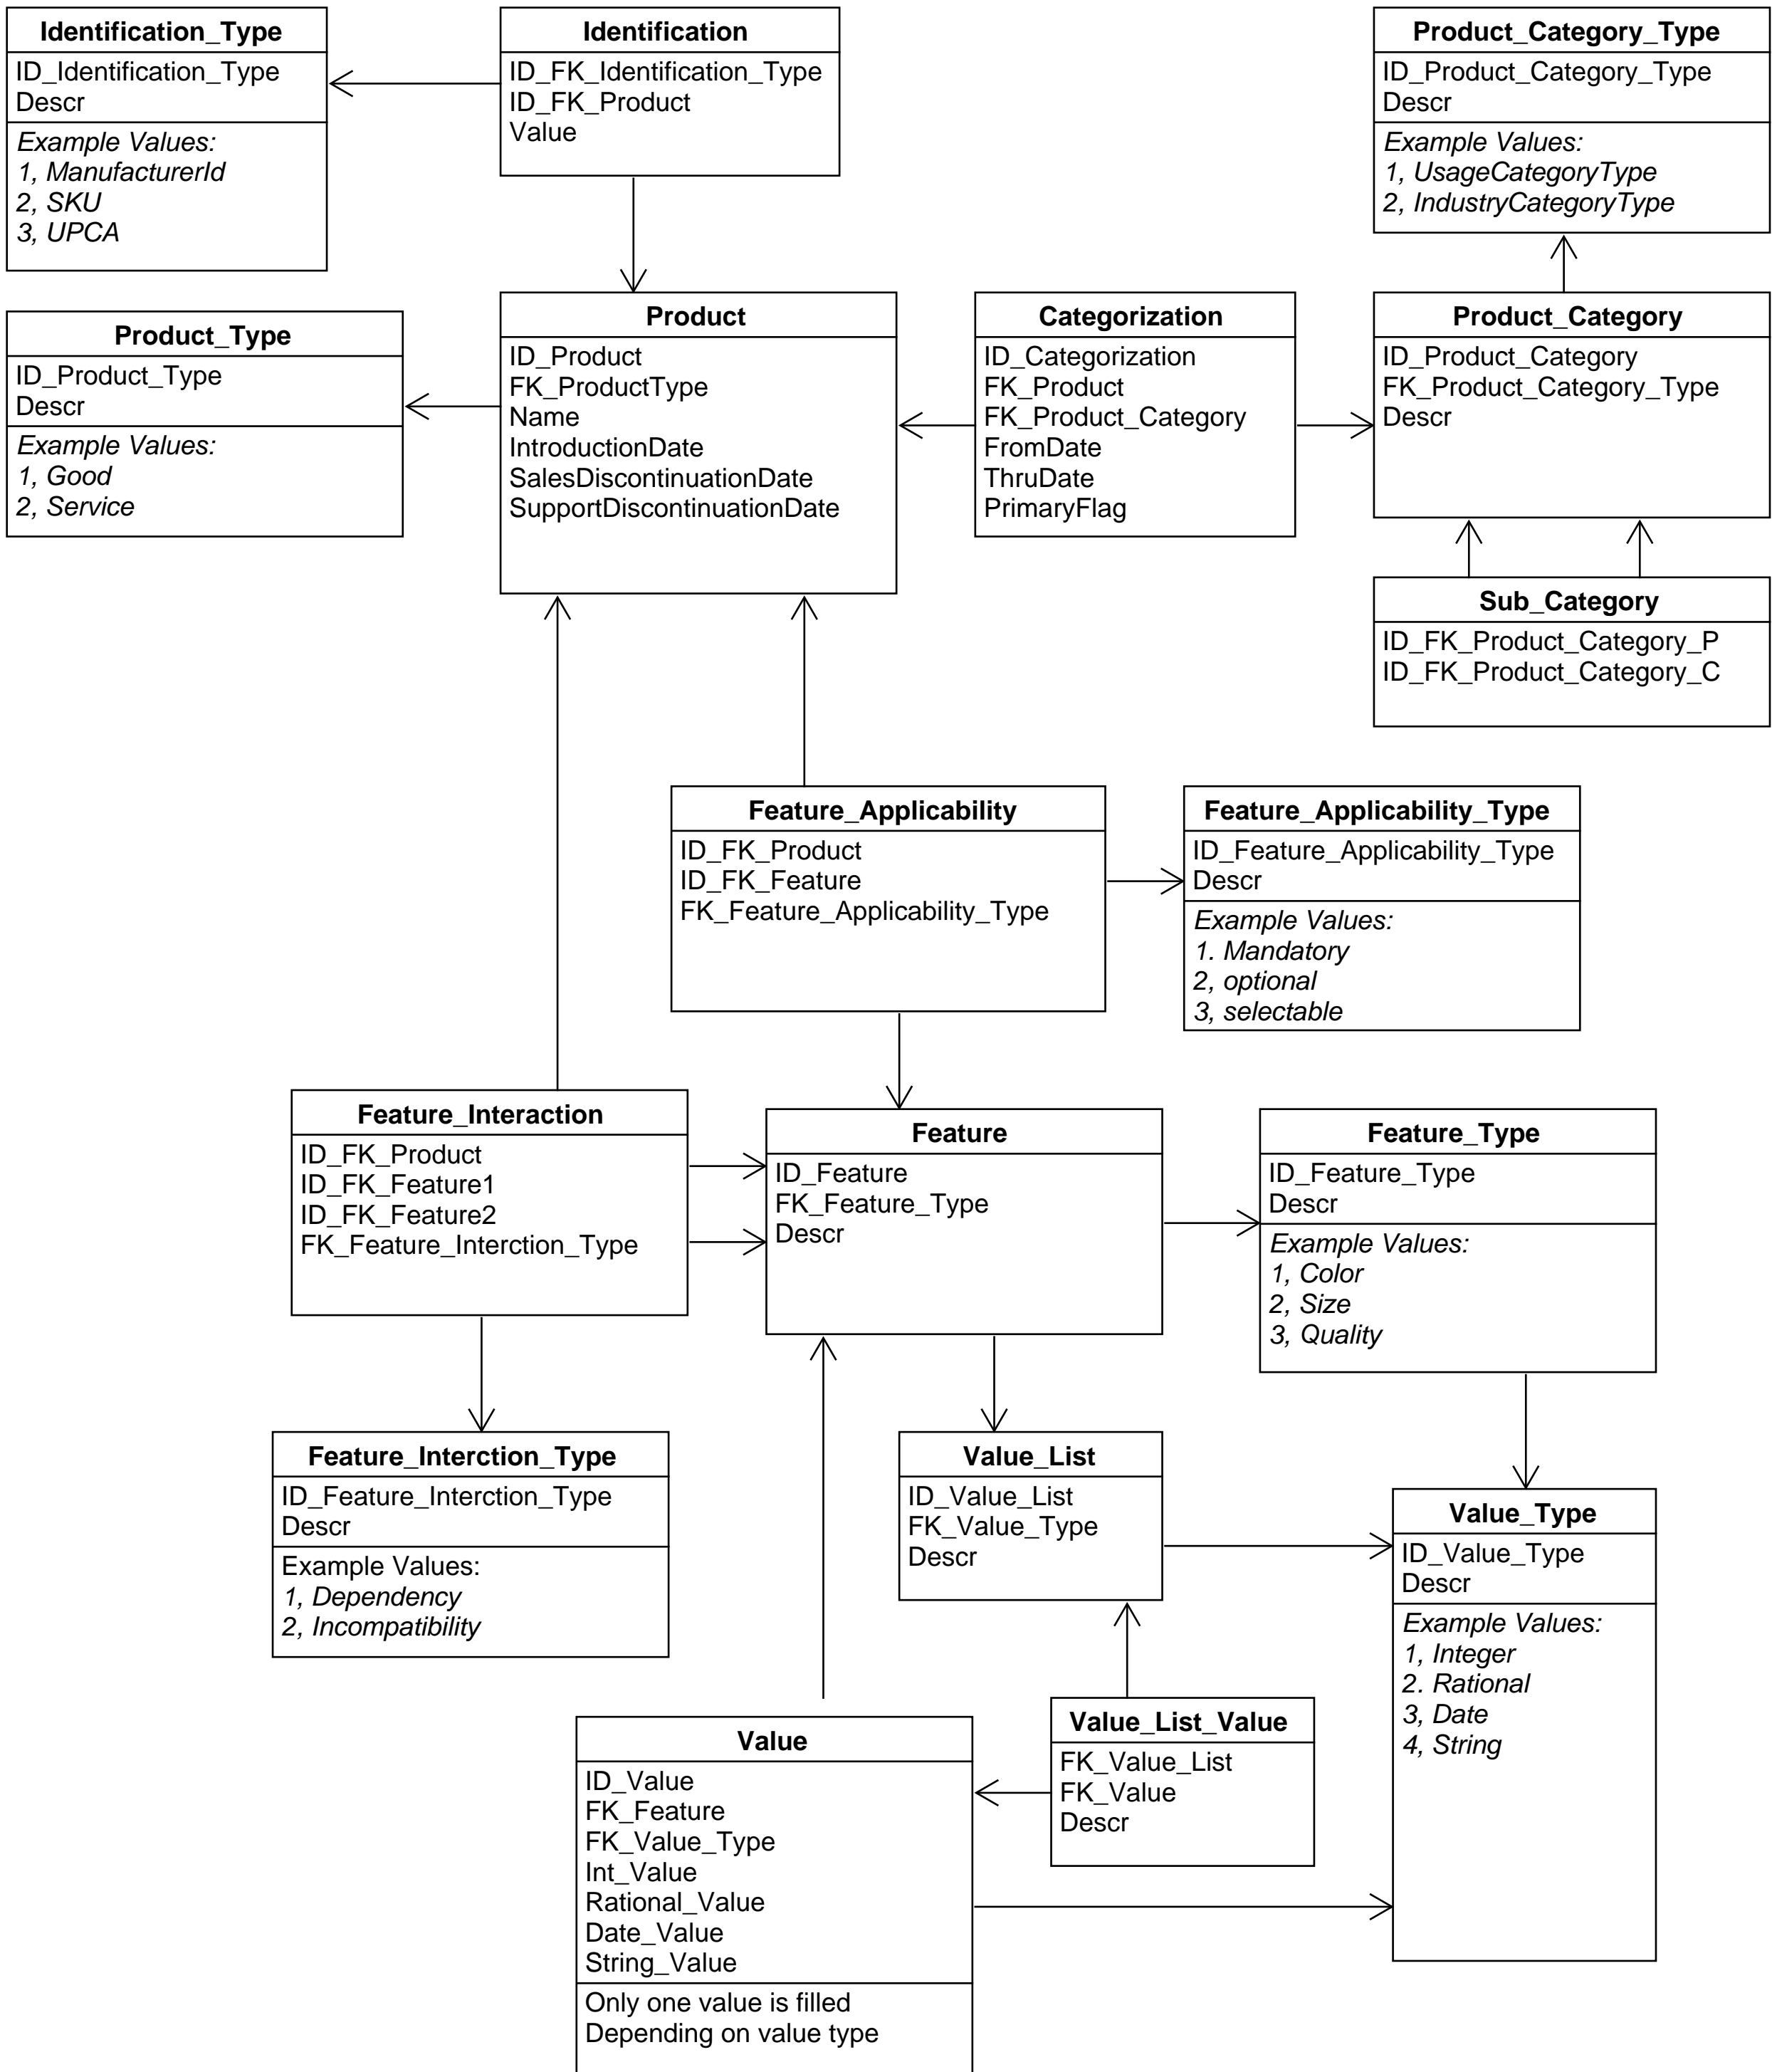 Identification_Type
ID_Identification_Type
Descr
Example Values:
1, ManufacturerId
2, SKU
3, UPCA
Identification
ID_FK_Identification_Type
ID_FK_Product
Value
Product_Category_Type
ID_Product_Category_Type
Descr
Example Values:
1, UsageCategoryType
2, IndustryCategoryType
Product_Type
ID_Product_Type
Descr
Example Values:
1, Good
2, Service
Product
ID_Product
FK_ProductType
Name
IntroductionDate
SalesDiscontinuationDate
SupportDiscontinuationDate
Categorization
ID_Categorization
FK_Product
FK_Product_Category
FromDate
ThruDate
PrimaryFlag
Product_Category
ID_Product_Category
FK_Product_Category_Type
Descr
Sub_Category
ID_FK_Product_Category_P
ID_FK_Product_Category_C
Feature_Applicability
ID_FK_Product
ID_FK_Feature
FK_Feature_Applicability_Type
Feature_Applicability_Type
ID_Feature_Applicability_Type
Descr
Example Values:
1. Mandatory
2, optional
3, selectable
Feature_Interaction
ID_FK_Product
ID_FK_Feature1
ID_FK_Feature2
FK_Feature_Interction_Type
Feature
ID_Feature
FK_Feature_Type
Descr
Feature_Type
ID_Feature_Type
Descr
Example Values:
1, Color
2, Size
3, Quality
Feature_Interction_Type
ID_Feature_Interction_Type
Descr
Example Values:
1, Dependency
2, Incompatibility
Value_List
ID_Value_List
FK_Value_Type
Descr
Value_Type
ID_Value_Type
Descr
Example Values:
1, Integer
2. Rational
3, Date
4, String
Value
ID_Value
FK_Feature
FK_Value_Type
Int_Value
Rational_Value
Date_Value
String_Value
Only one value is filled
Depending on value type
Value_List_Value
FK_Value_List
FK_Value
Descr